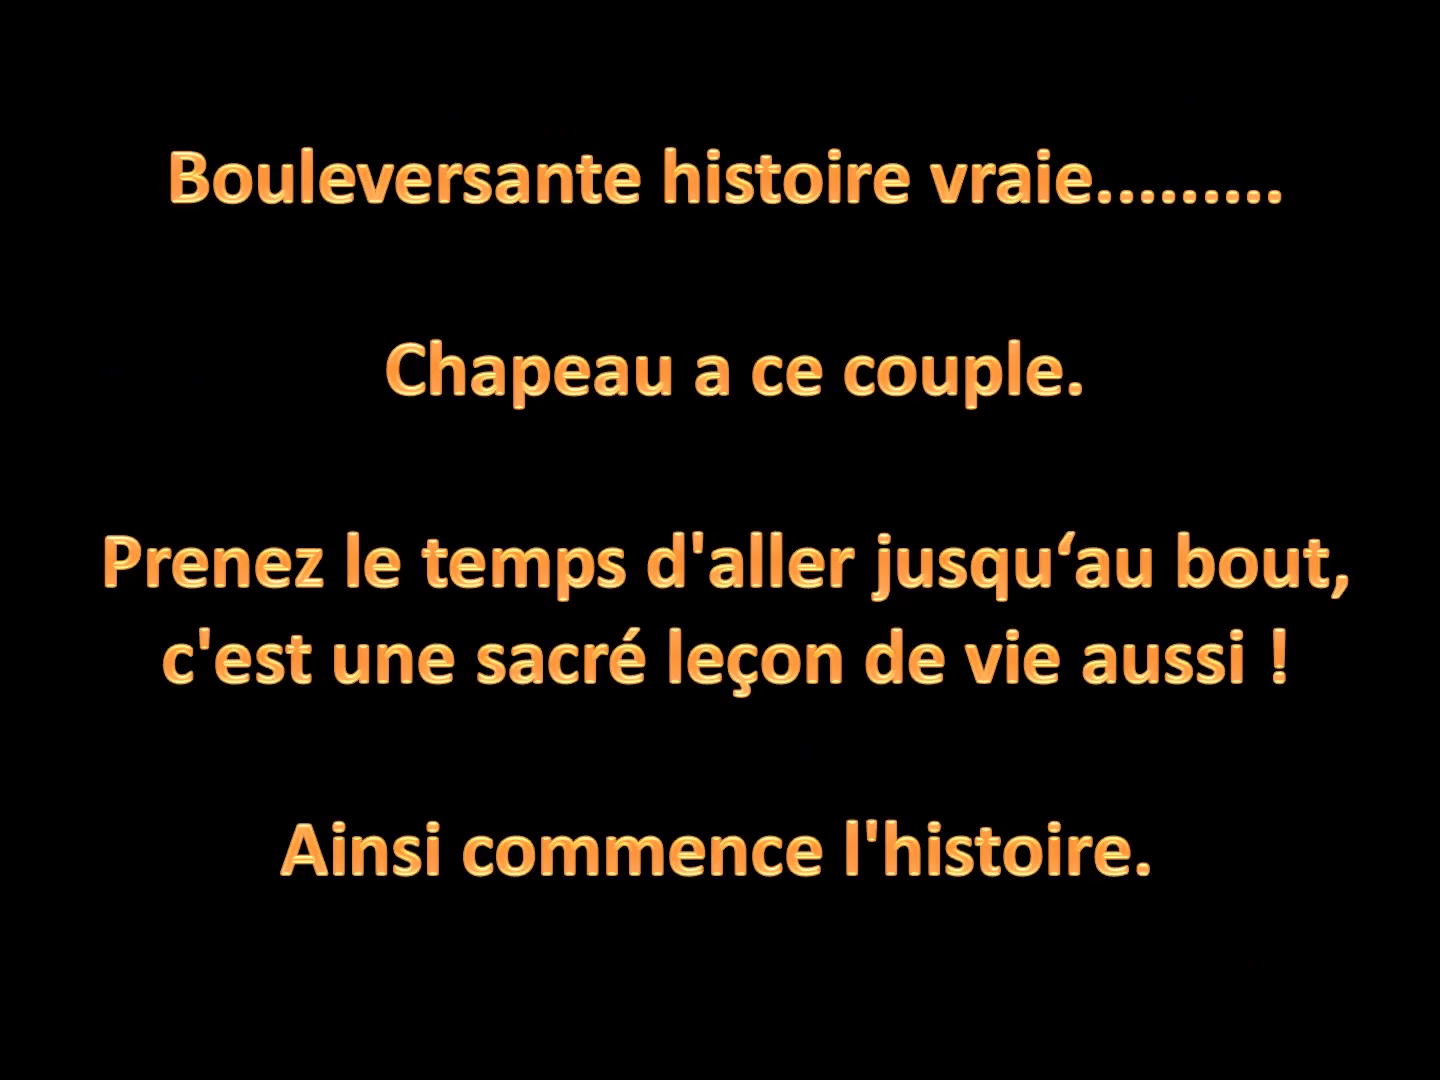 Bouleversante histoire vraie.........
Chapeau a ce couple.
Prenez le temps d'aller jusqu‘au bout,
c'est une sacré leçon de vie aussi !
Ainsi commence l'histoire.